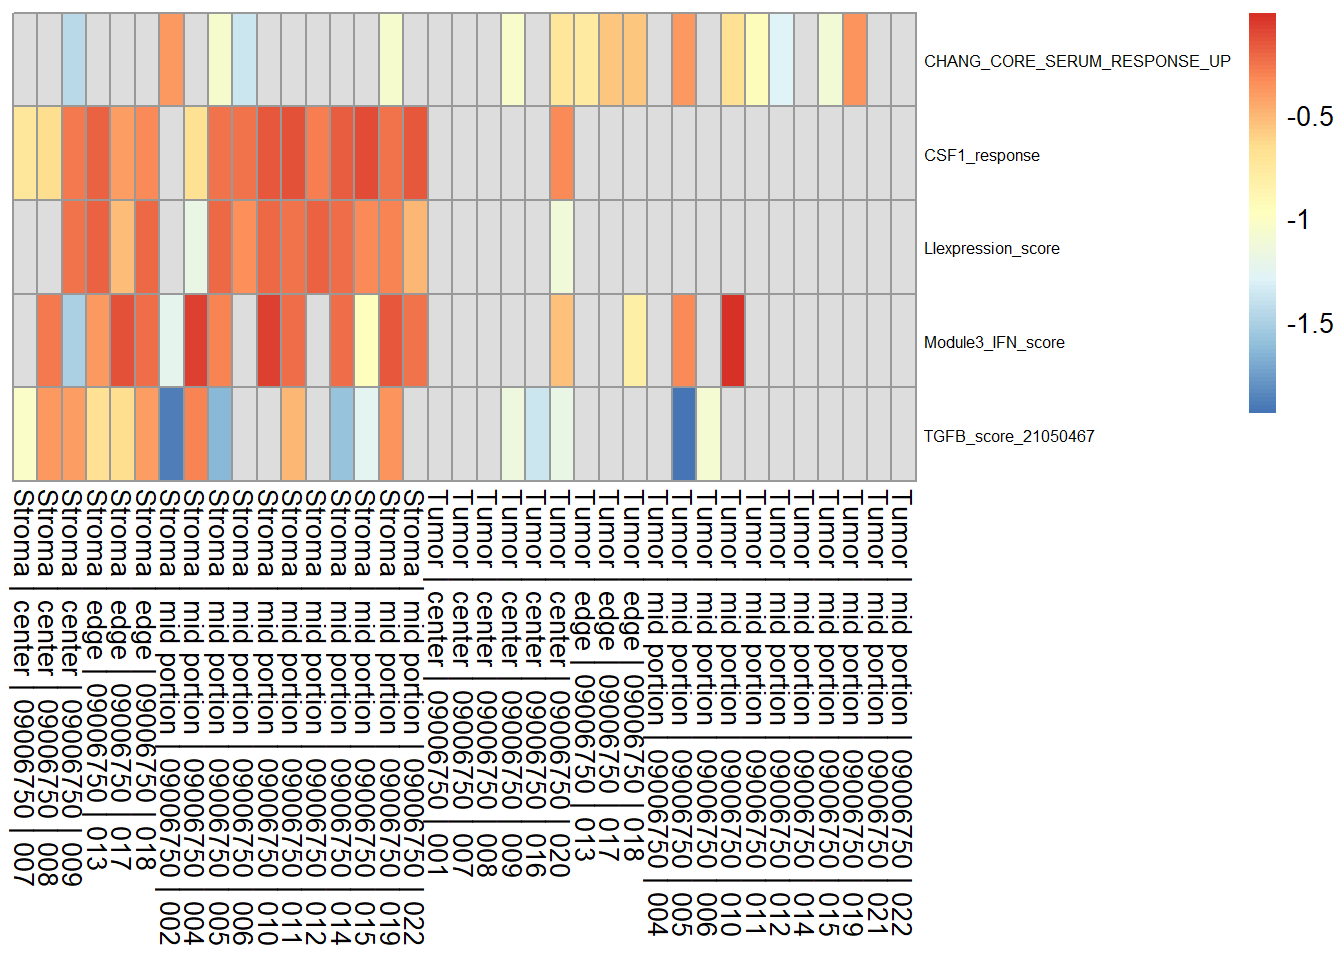 CHANG_CORE_SERUM_RESPONSE_UP
CSF1_response
LIexpression_score
Module3_IFN_score
TGFB_score_21050467
-0.5
-1
-1.5
Stroma | center | 09006750 | 007
Stroma | center | 09006750 | 008
Stroma | center | 09006750 | 009
Stroma | edge | 09006750 | 013
Stroma | edge | 09006750 | 017
Stroma | edge | 09006750 | 018
Stroma | mid portion | 09006750 | 002
Stroma | mid portion | 09006750 | 004
Stroma | mid portion | 09006750 | 005
Stroma | mid portion | 09006750 | 006
Stroma | mid portion | 09006750 | 010
Stroma | mid portion | 09006750 | 011
Stroma | mid portion | 09006750 | 012
Stroma | mid portion | 09006750 | 014
Stroma | mid portion | 09006750 | 015
Stroma | mid portion | 09006750 | 019
Stroma | mid portion | 09006750 | 022
Tumor | center | 09006750 | 001
Tumor | center | 09006750 | 007
Tumor | center | 09006750 | 008
Tumor | center | 09006750 | 009
Tumor | center | 09006750 | 016
Tumor | center | 09006750 | 020
Tumor | edge | 09006750 | 013
Tumor | edge | 09006750 | 017
Tumor | edge | 09006750 | 018
Tumor | mid portion | 09006750 | 004
Tumor | mid portion | 09006750 | 005
Tumor | mid portion | 09006750 | 006
Tumor | mid portion | 09006750 | 010
Tumor | mid portion | 09006750 | 011
Tumor | mid portion | 09006750 | 012
Tumor | mid portion | 09006750 | 014
Tumor | mid portion | 09006750 | 015
Tumor | mid portion | 09006750 | 019
Tumor | mid portion | 09006750 | 021
Tumor | mid portion | 09006750 | 022